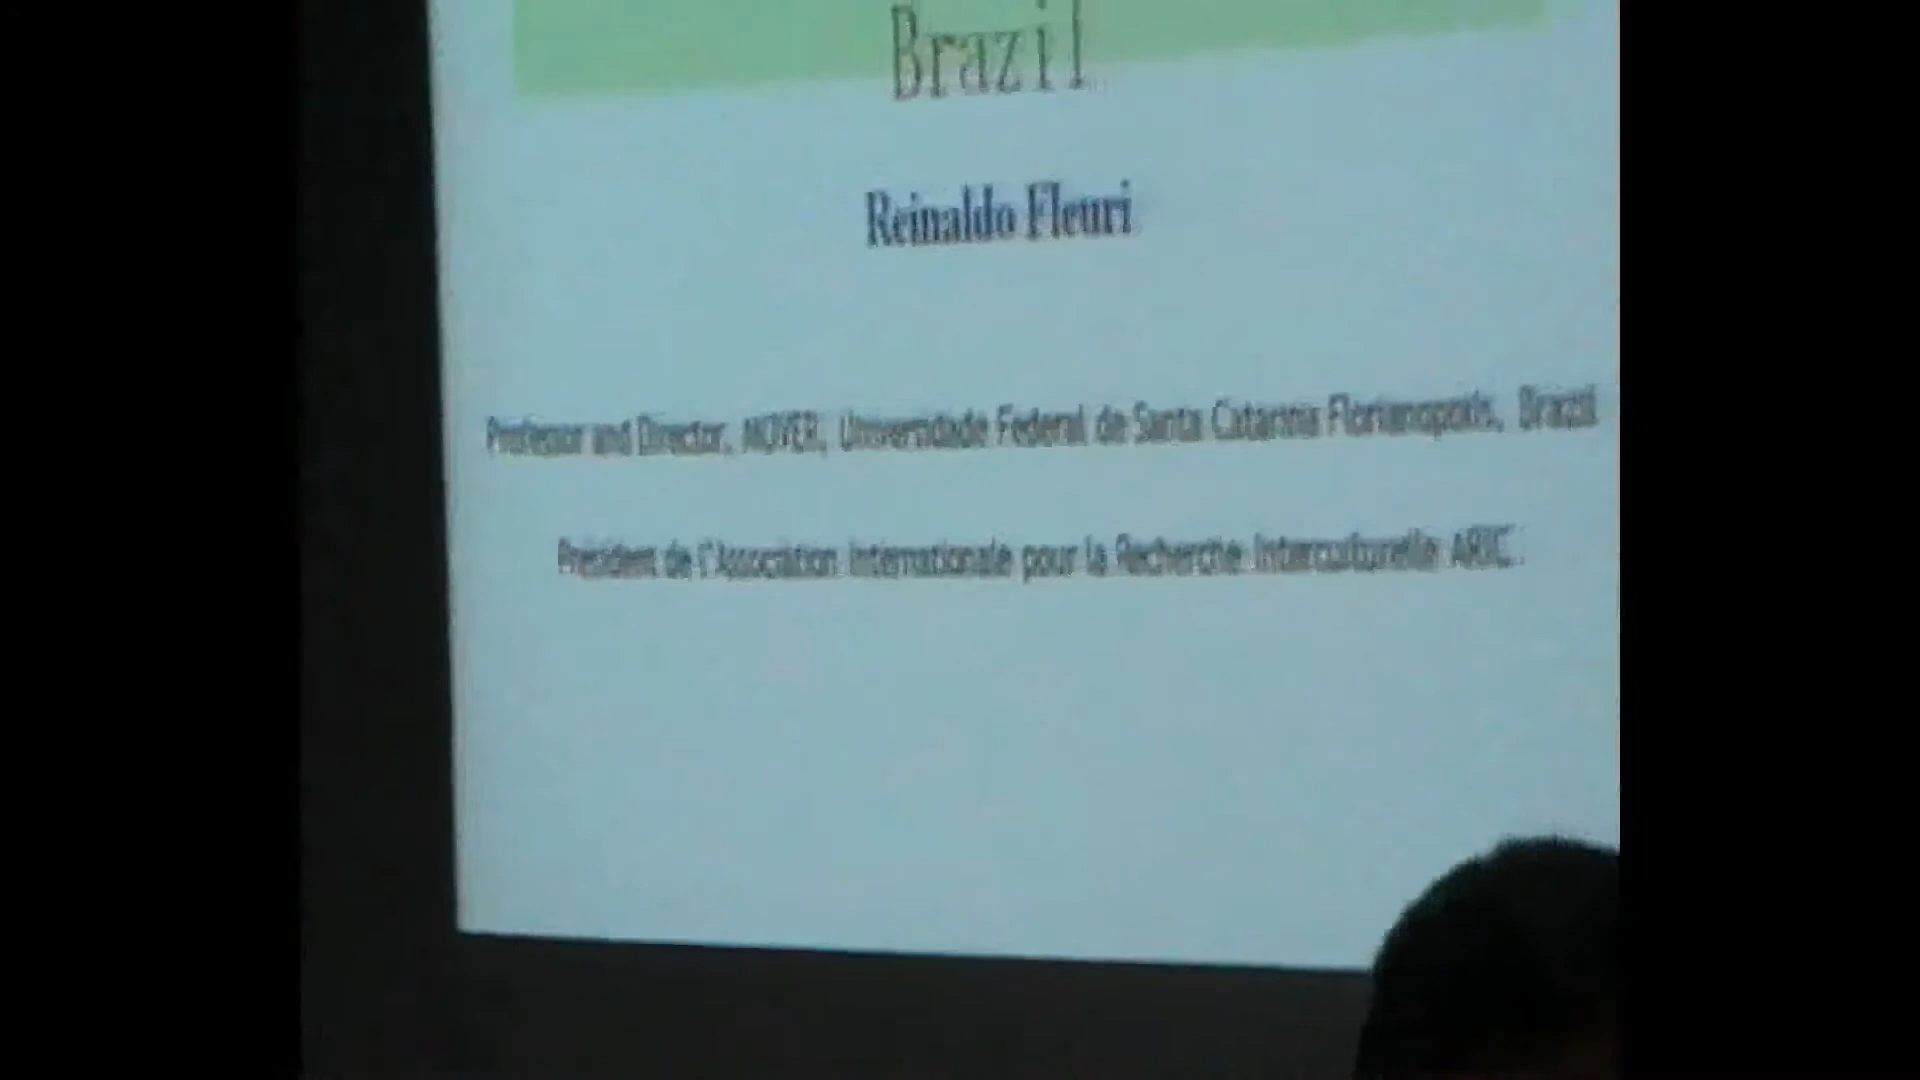 Brazil
Reinaldo Fleuri
Professor and Director, MOVER, Universidade Federal de Santa Catarina Florianopolis, Brazil
Président de l'Association Internationale pour la Recherche Interculturelle ARIC.